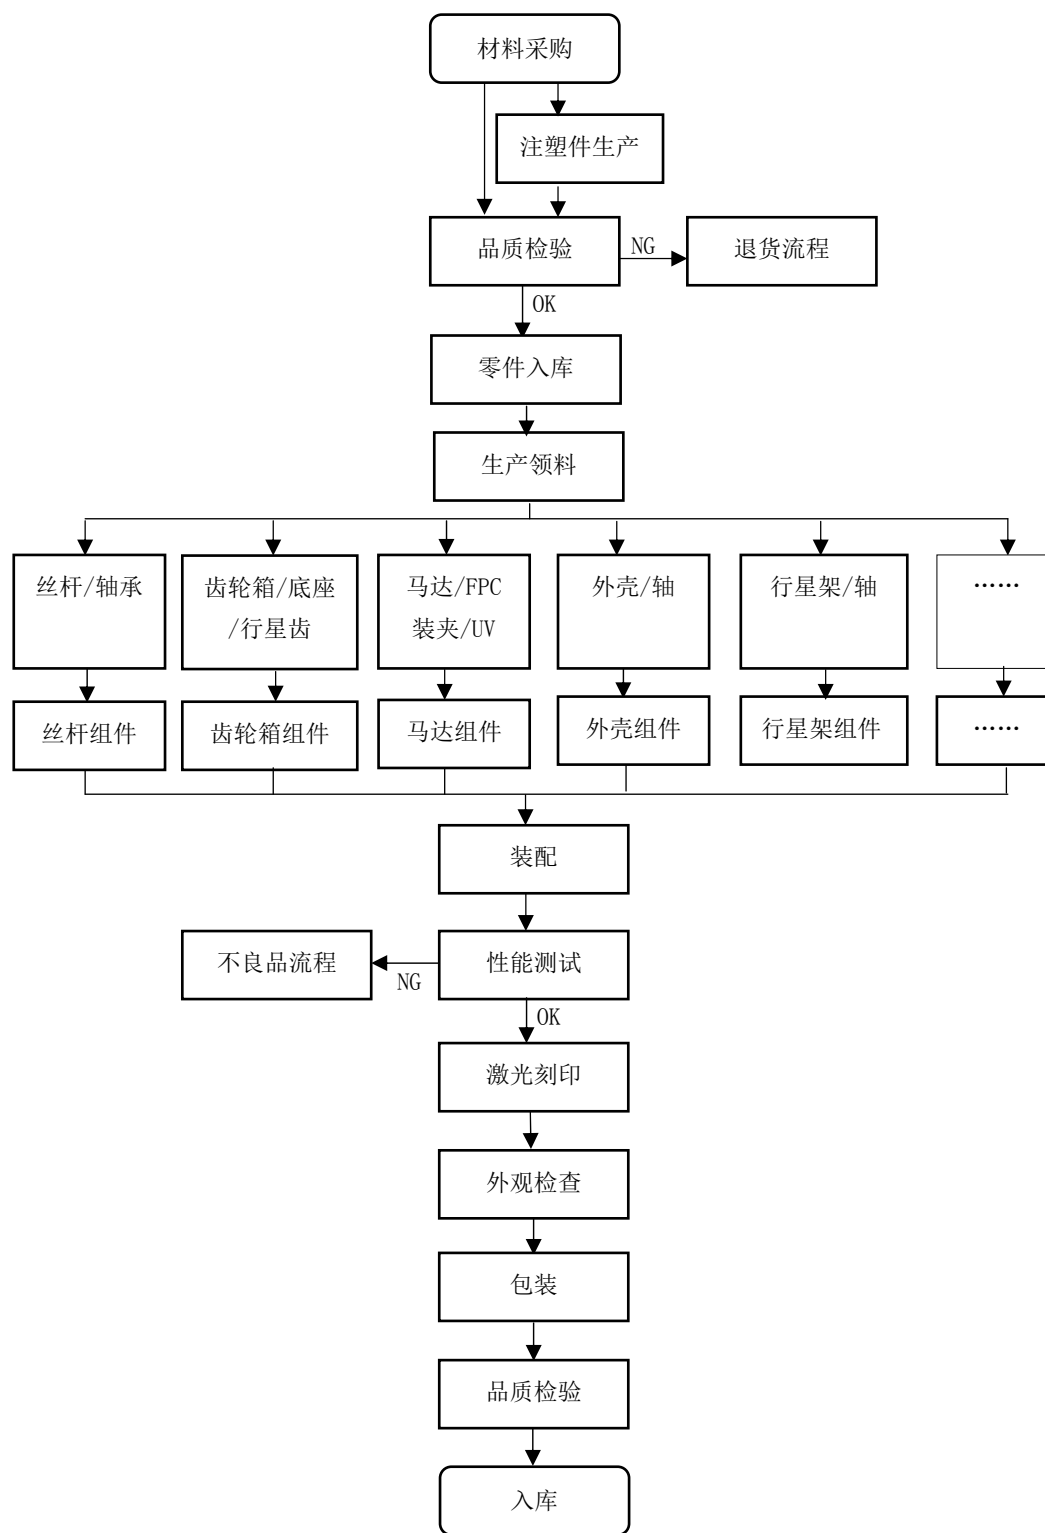 材料采购
注塑件生产
品质检验
NG
退货流程
OK
零件入库
生产领料
丝杆/轴承
齿轮箱/底座
/行星齿
马达/FPC
装夹/UV
外壳/轴
行星架/轴
……
丝杆组件
齿轮箱组件
马达组件
外壳组件
行星架组件
……
装配
不良品流程
NG
性能测试
OK
激光刻印
外观检查
包装
品质检验
入库